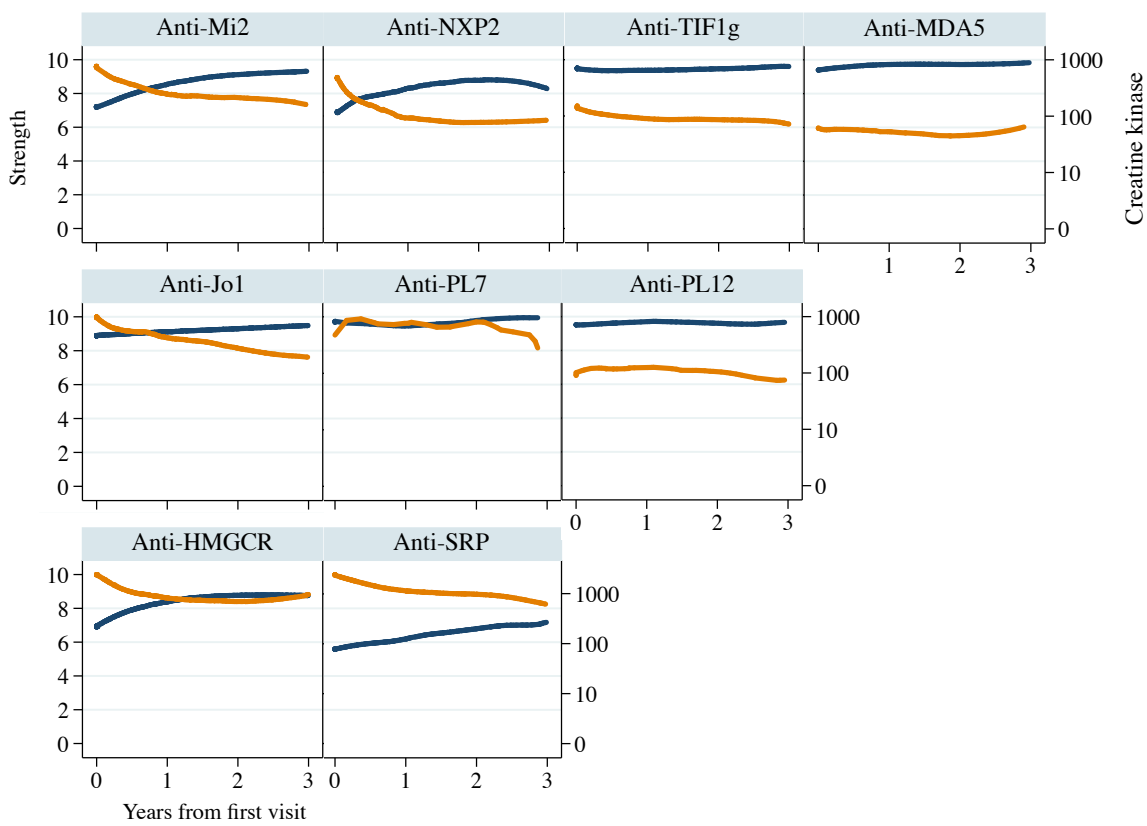 Anti-Mi2 Anti-NXP2 Anti-TIF1g Anti-MDA5
10 1000
8 100
6
4 10
2
0 0
Strength
Creatine kinase
1 2 3
Anti-Jo1 Anti-PL7 Anti-PL12
10 1000
8
6 100
4 10
2
0 0
0 1 2 3
Anti-HMGCR Anti-SRP
10
8 1000
6 100
4 10
2
0 0
0 1 2 3 0 1 2 3
Years from first visit